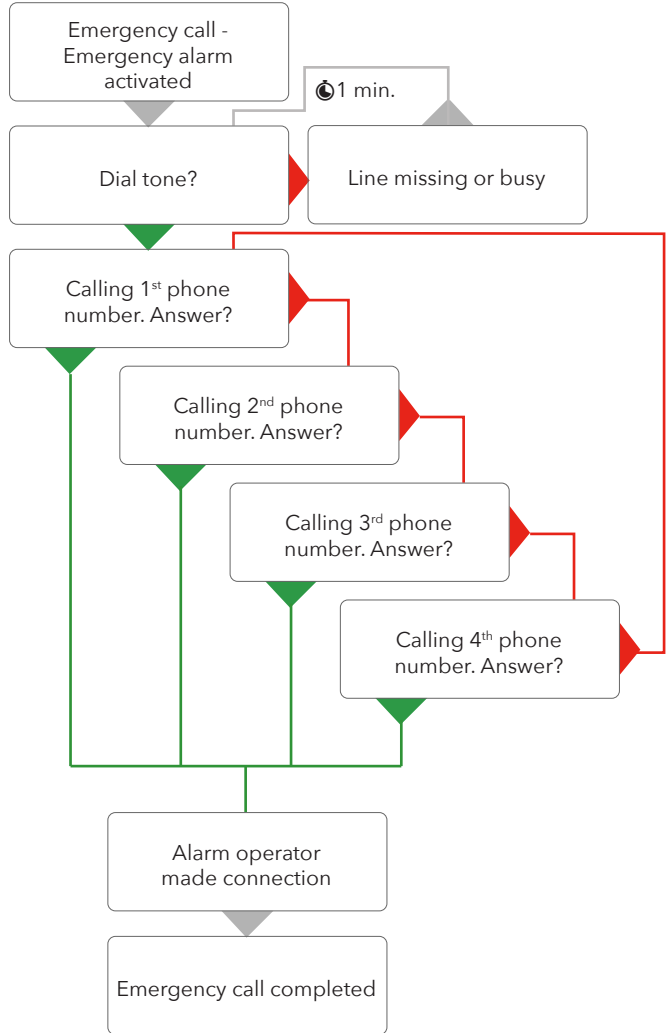 Emergency call -
Emergency alarm
activated
1 min.
Dial tone?
Line missing or busy
Calling 1st phone
number. Answer?
Calling 2nd phone
number. Answer?
Calling 3rd phone
number. Answer?
Calling 4th phone
number. Answer?
Alarm operator
made connection
Emergency call completed